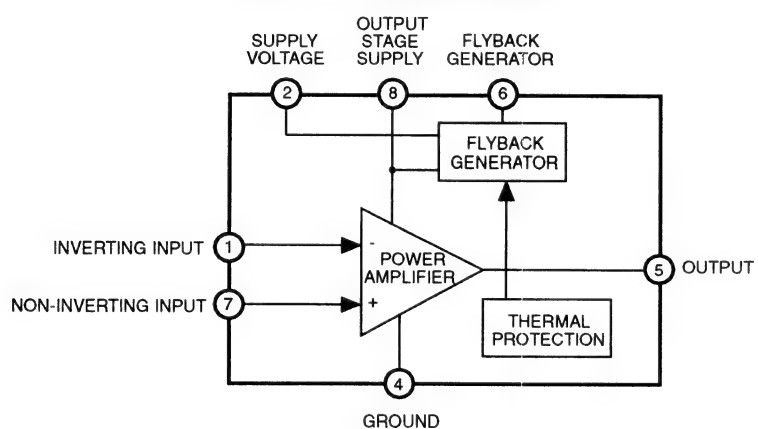 SUPPLY
VOLTAGE
OUTPUT
STAGE
SUPPLY
FLYBACK
GENERATOR
2
8
6
FLYBACK
GENERATOR
INVERTING INPUT
1
-
POWER
AMPLIFIER
NON-INVERTING INPUT
7
+
5
OUTPUT
THERMAL
PROTECTION
4
GROUND